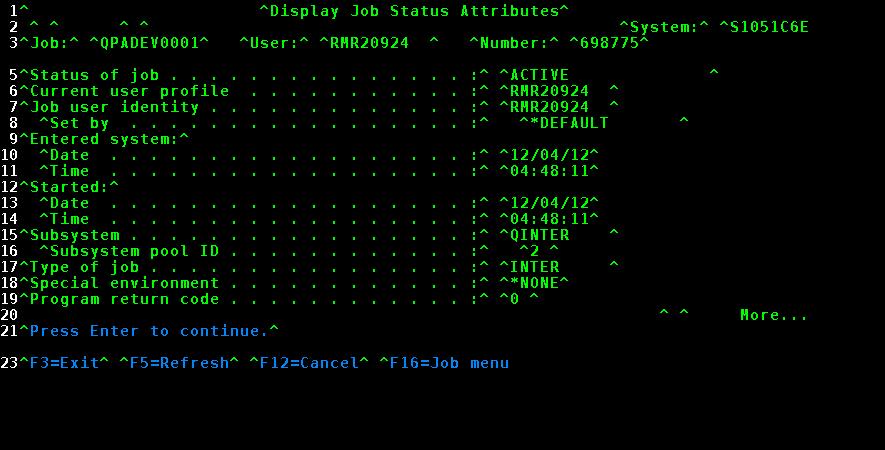 1^ ^Display Job Status Attributes^
2 ^ ^ ^ ^ ^System:^ ^S1051C6E
3^Job:^ ^QPADEV0001^ ^User:^ ^RMR20924 ^ ^Number:^ ^698775^
5^Status of job . . . . . . . . . . . . . . . :^ ^ACTIVE ^
6^Current user profile . . . . . . . . . . . . :^ ^RMR20924 ^
7^Job user identity . . . . . . . . . . . . . :^ ^RMR20924 ^
8 ^Set by . . . . . . . . . . . . . . . . . :^ ^*DEFAULT ^
9^Entered system:^
10 ^Date . . . . . . . . . . . . . . . . . . :^ ^12/04/12^
11 ^Time . . . . . . . . . . . . . . . . . . :^ ^04:48:11^
12^Started:^
13 ^Date . . . . . . . . . . . . . . . . . . :^ ^12/04/12^
14 ^Time . . . . . . . . . . . . . . . . . . :^ ^04:48:11^
15^Subsystem . . . . . . . . . . . . . . . . . :^ ^QINTER ^
16 ^Subsystem pool ID . . . . . . . . . . . . :^ ^2 ^
17^Type of job . . . . . . . . . . . . . . . . :^ ^INTER ^
18^Special environment . . . . . . . . . . . . :^ ^*NONE^
19^Program return code . . . . . . . . . . . . :^ ^0 ^
20 ^ ^ More...
21^Press Enter to continue.^
23^F3=Exit^ ^F5=Refresh^ ^F12=Cancel^ ^F16=Job menu